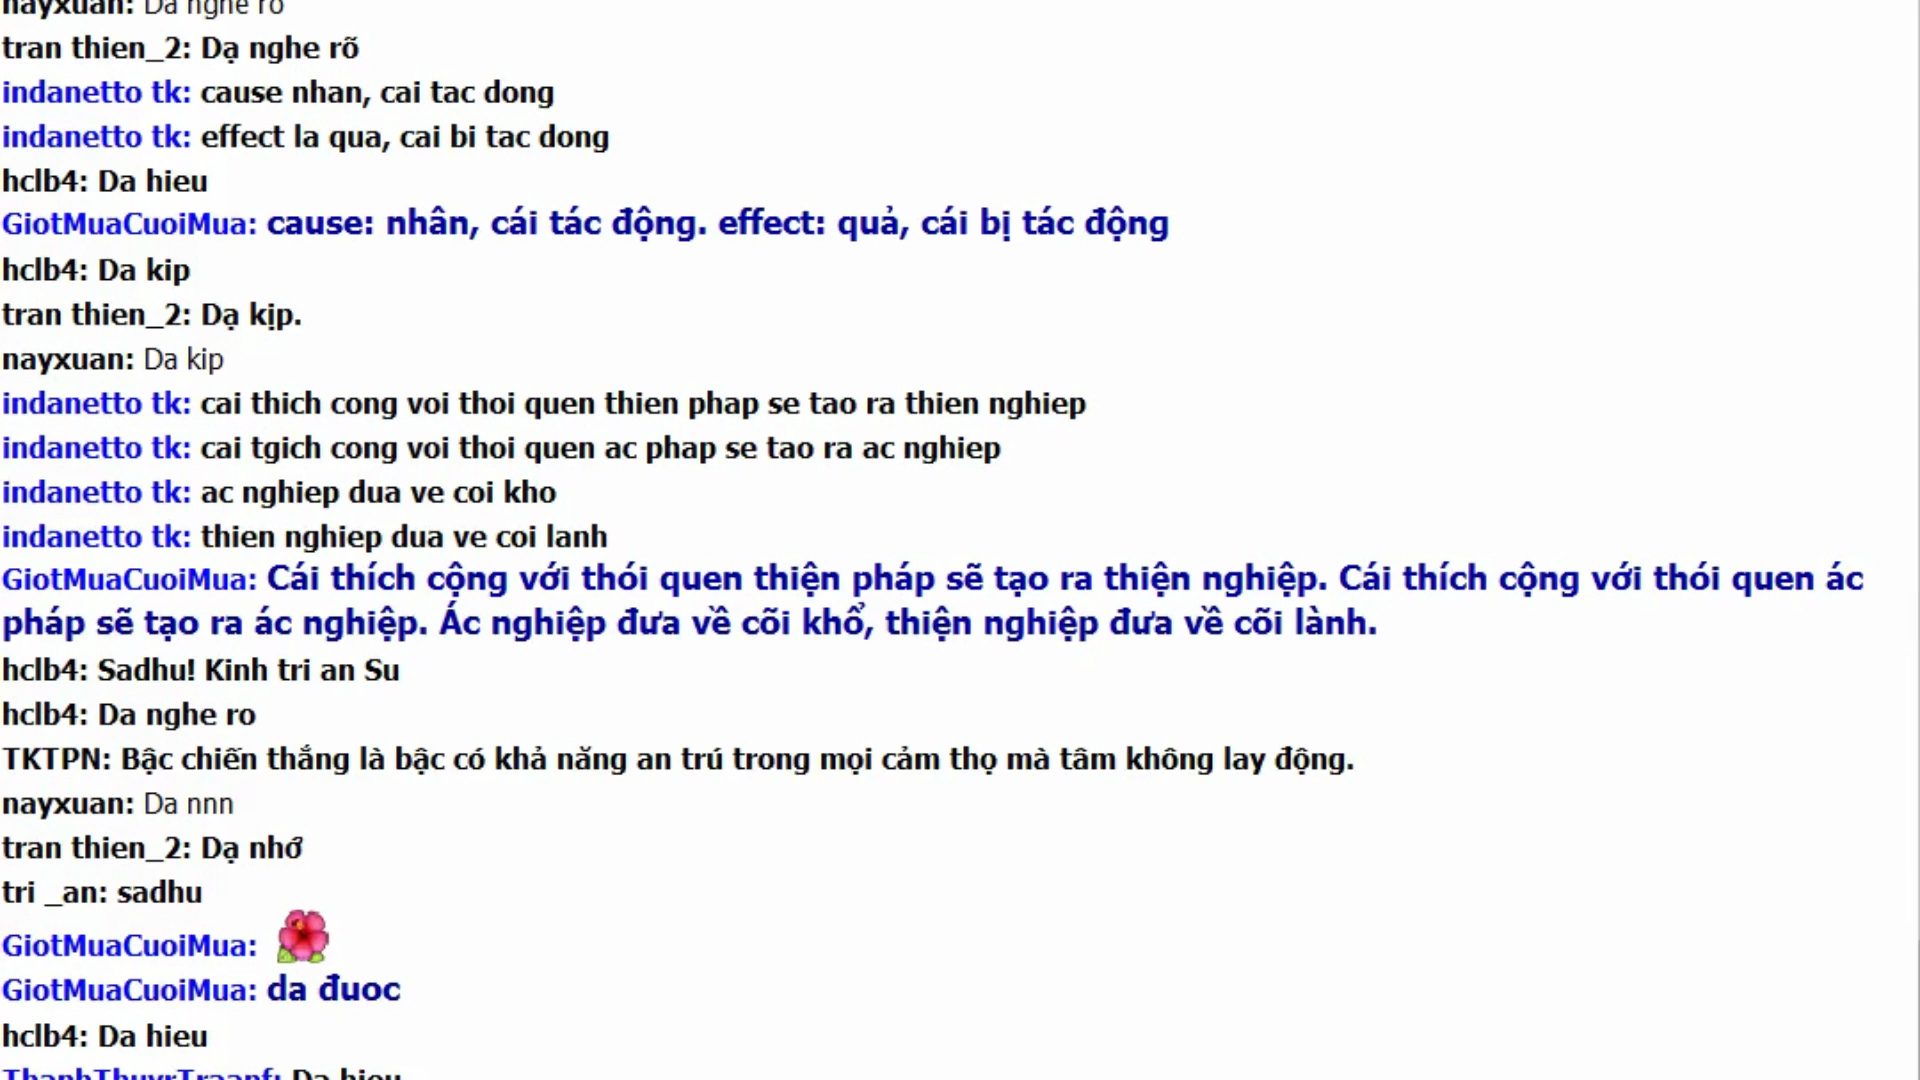 nayxuan: Da nghe ro
tran thien_2: Dạ nghe rõ
indanetto tk: cause nhan, cai tac dong
indanetto tk: effect la qua, cai bi tac dong
hclb4: Da hieu
GiotMuaCuoiMua: cause: nhân, cái tác động. effect: quả, cái bị tác động
hclb4: Da kip
tran thien_2: Dạ kịp.
nayxuan: Da kip
indanetto tk: cai thich cong voi thoi quen thien phap se tao ra thien nghiep
indanetto tk: cai tgich cong voi thoi quen ac phap se tao ra ac nghiep
indanetto tk: ac nghiep dua ve coi kho
indanetto tk: thien nghiep dua ve coi lanh
GiotMuaCuoiMua: Cái thích cộng với thói quen thiện pháp sẽ tạo ra thiện nghiệp. Cái thích cộng với thói quen ác
pháp sẽ tạo ra ác nghiệp. Ác nghiệp đưa về cõi khổ, thiện nghiệp đưa về cõi lành.
hclb4: Sadhu! Kinh tri an Su
hclb4: Da nghe ro
TKTPN: Bậc chiến thắng là bậc có khả năng an trú trong mọi cảm thọ mà tâm không lay động.
nayxuan: Da nnn
tran thien_2: Dạ nhớ
tri _an: sadhu
GiotMuaCuoiMua:
GiotMuaCuoiMua: da đuoc
hclb4: Da hieu
Da hieu